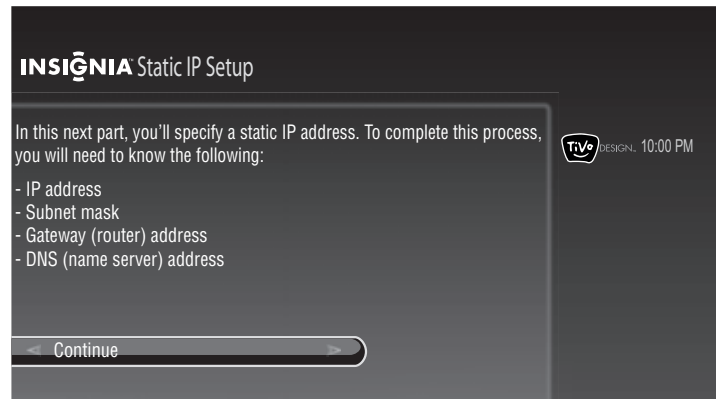 INSIGNIA™ Static IP Setup
In this next part, you'll specify a static IP address. To complete this process,
you will need to know the following:
- IP address
- Subnet mask
- Gateway (router) address
- DNS (name server) address
TiVo DESIGN™ 10:00 PM
Continue